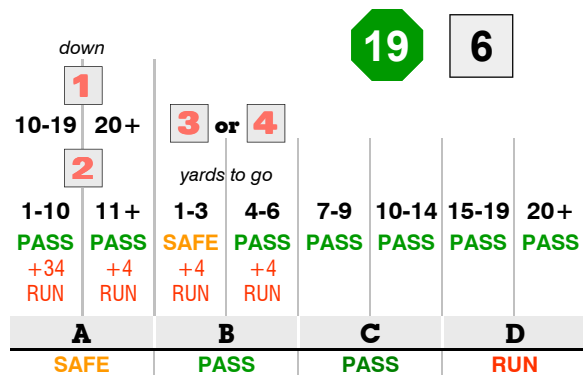 19 6
down
1
10-19 20+ 3 or 4
2 yards to go
1-10 11+ 1-3 4-6 7-9 10-14 15-19 20+
PASS PASS SAFE PASS PASS PASS PASS PASS
+34 +4 +4 +4
RUN RUN RUN RUN
A B C D
SAFE PASS PASS RUN